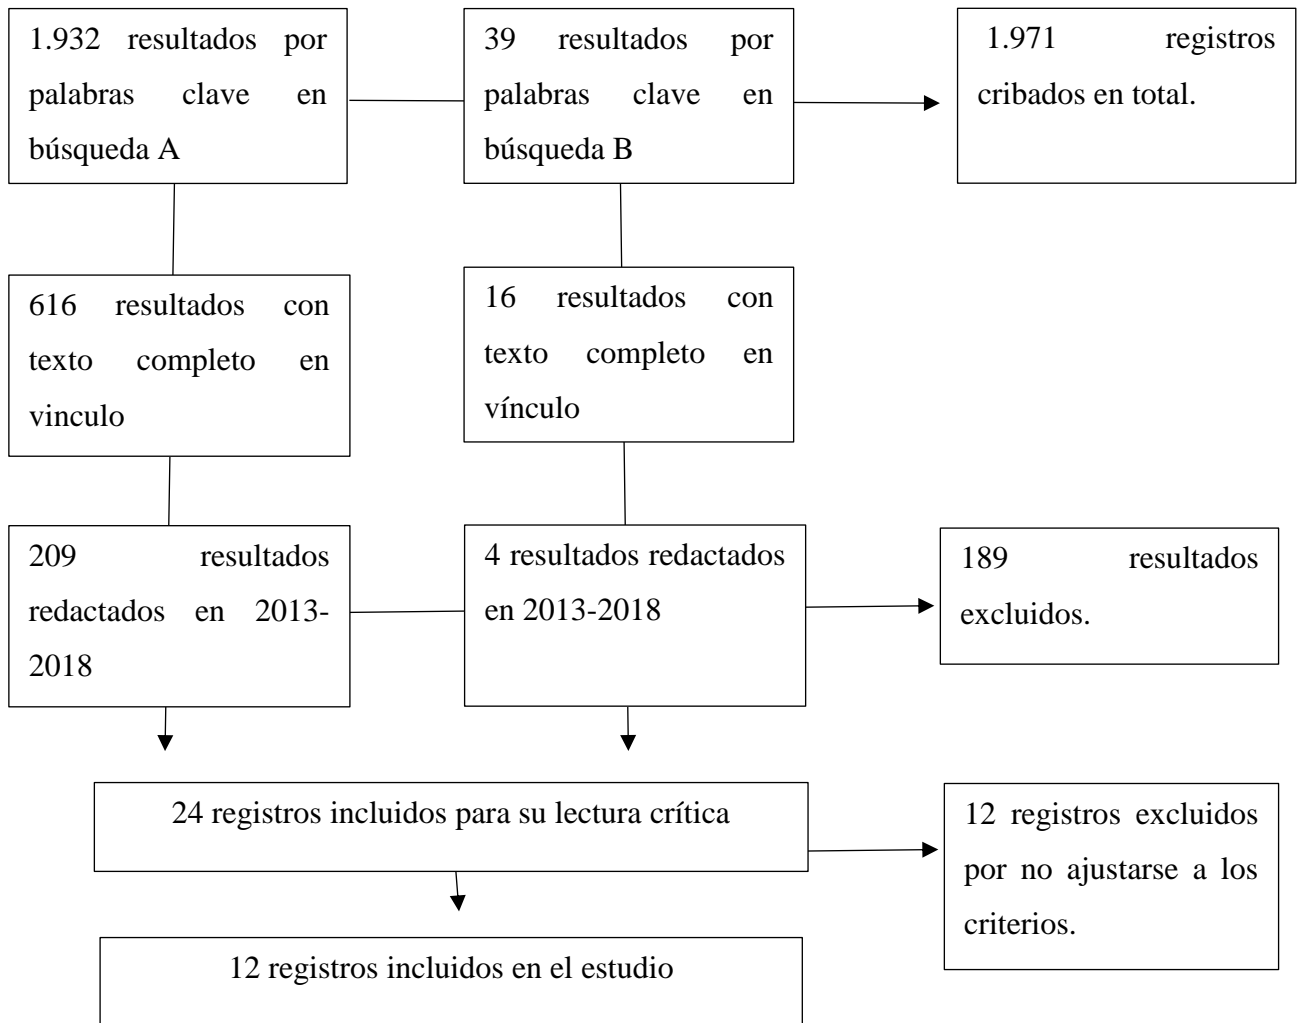 1.932 resultados por
palabras clave en
búsqueda A
39 resultados por
palabras clave en
búsqueda B
1.971 registros
cribados en total.
616 resultados con
texto completo en
vinculo
16 resultados con
texto completo en
vínculo
209 resultados
redactados en 2013-
2018
4 resultados redactados
en 2013-2018
189 resultados
excluidos.
24 registros incluidos para su lectura crítica
12 registros excluidos
por no ajustarse a los
criterios.
12 registros incluidos en el estudio